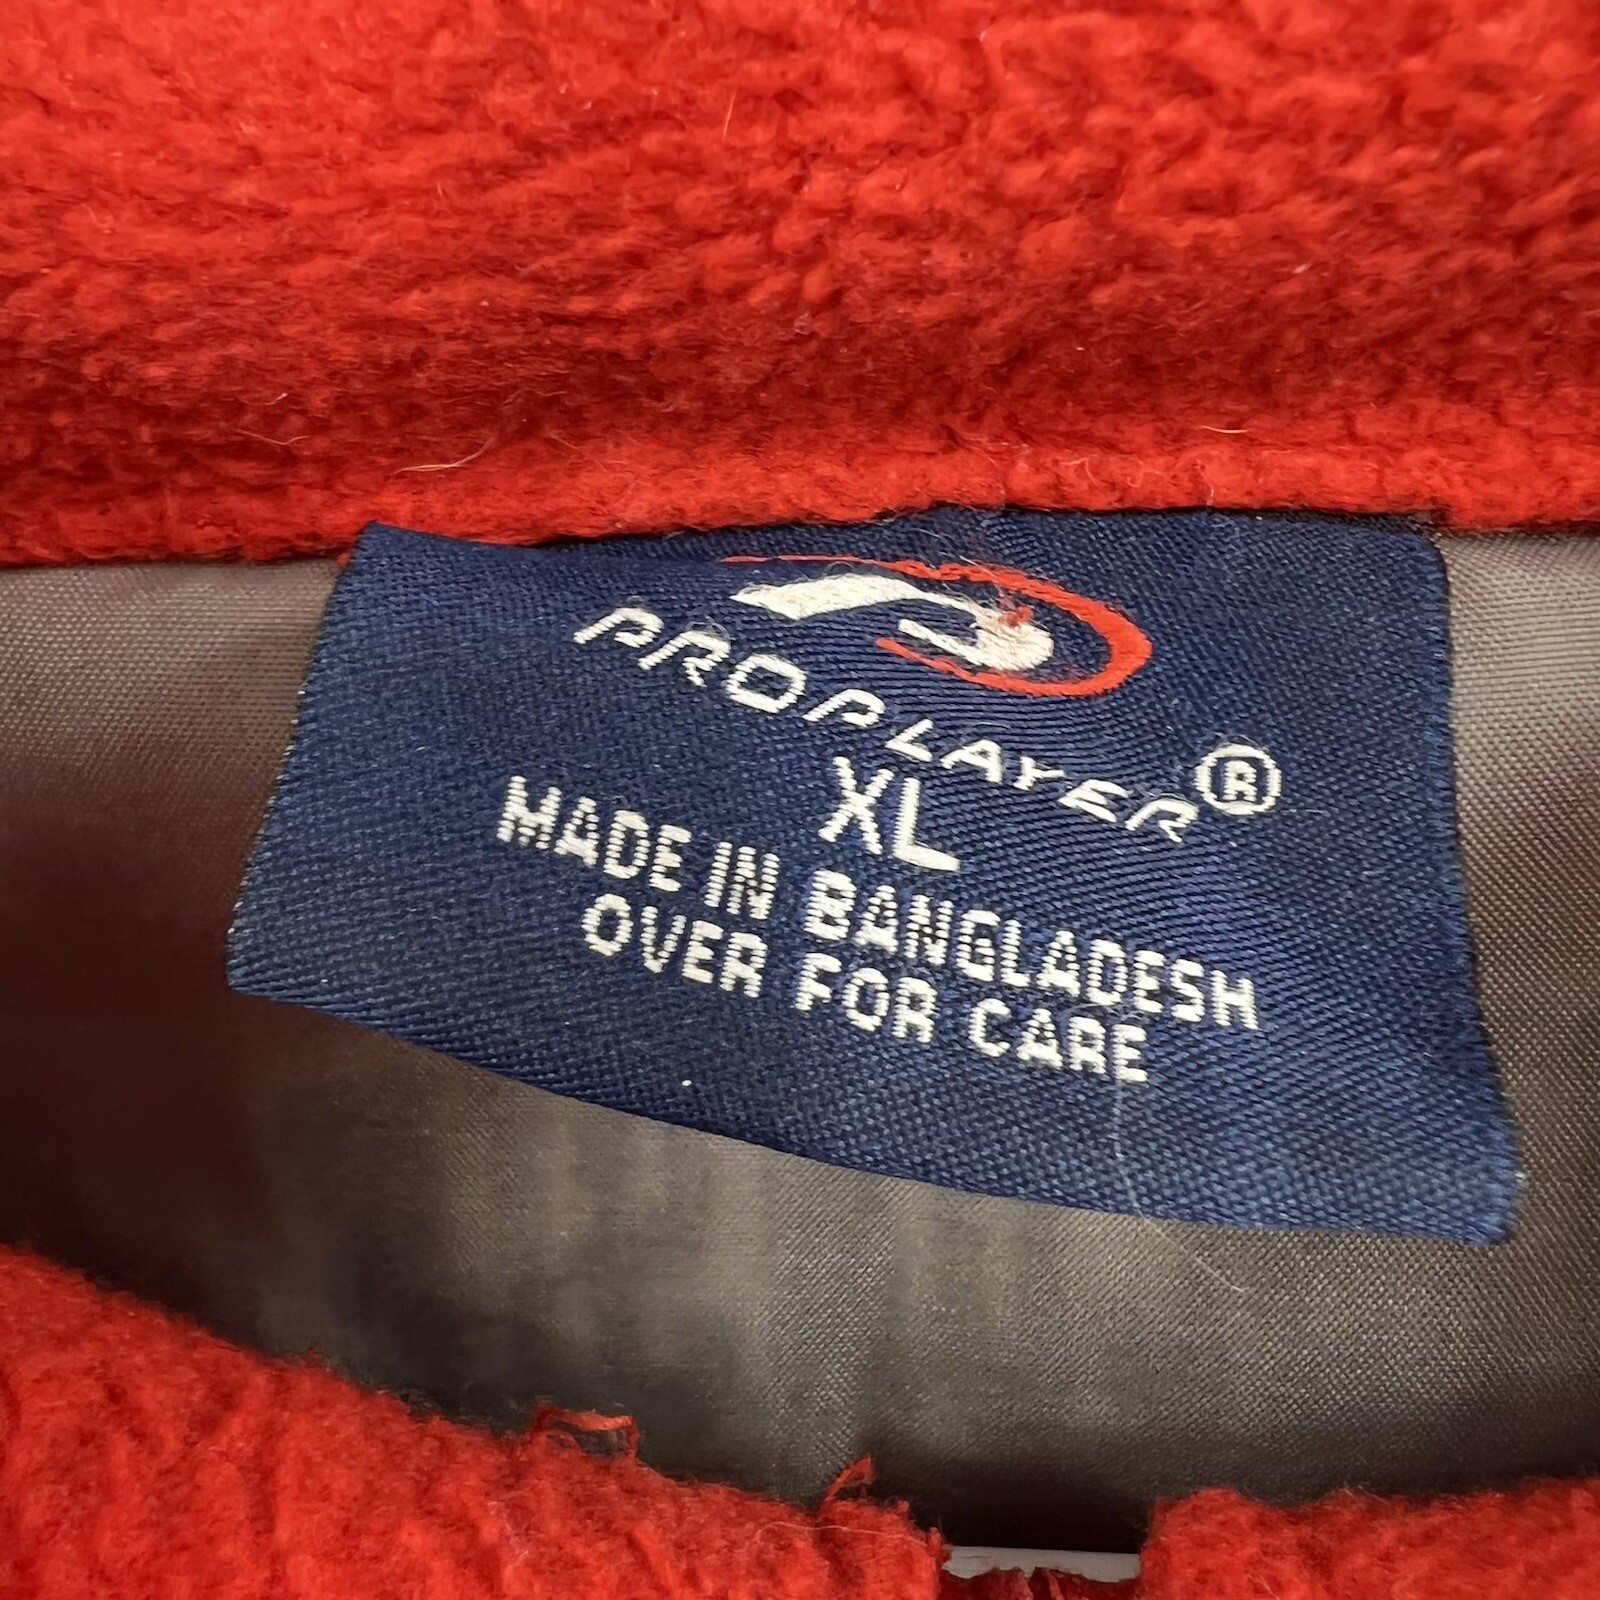 PRO PLAYER®
XL
MADE IN BANGLADESH
OVER FOR CARE